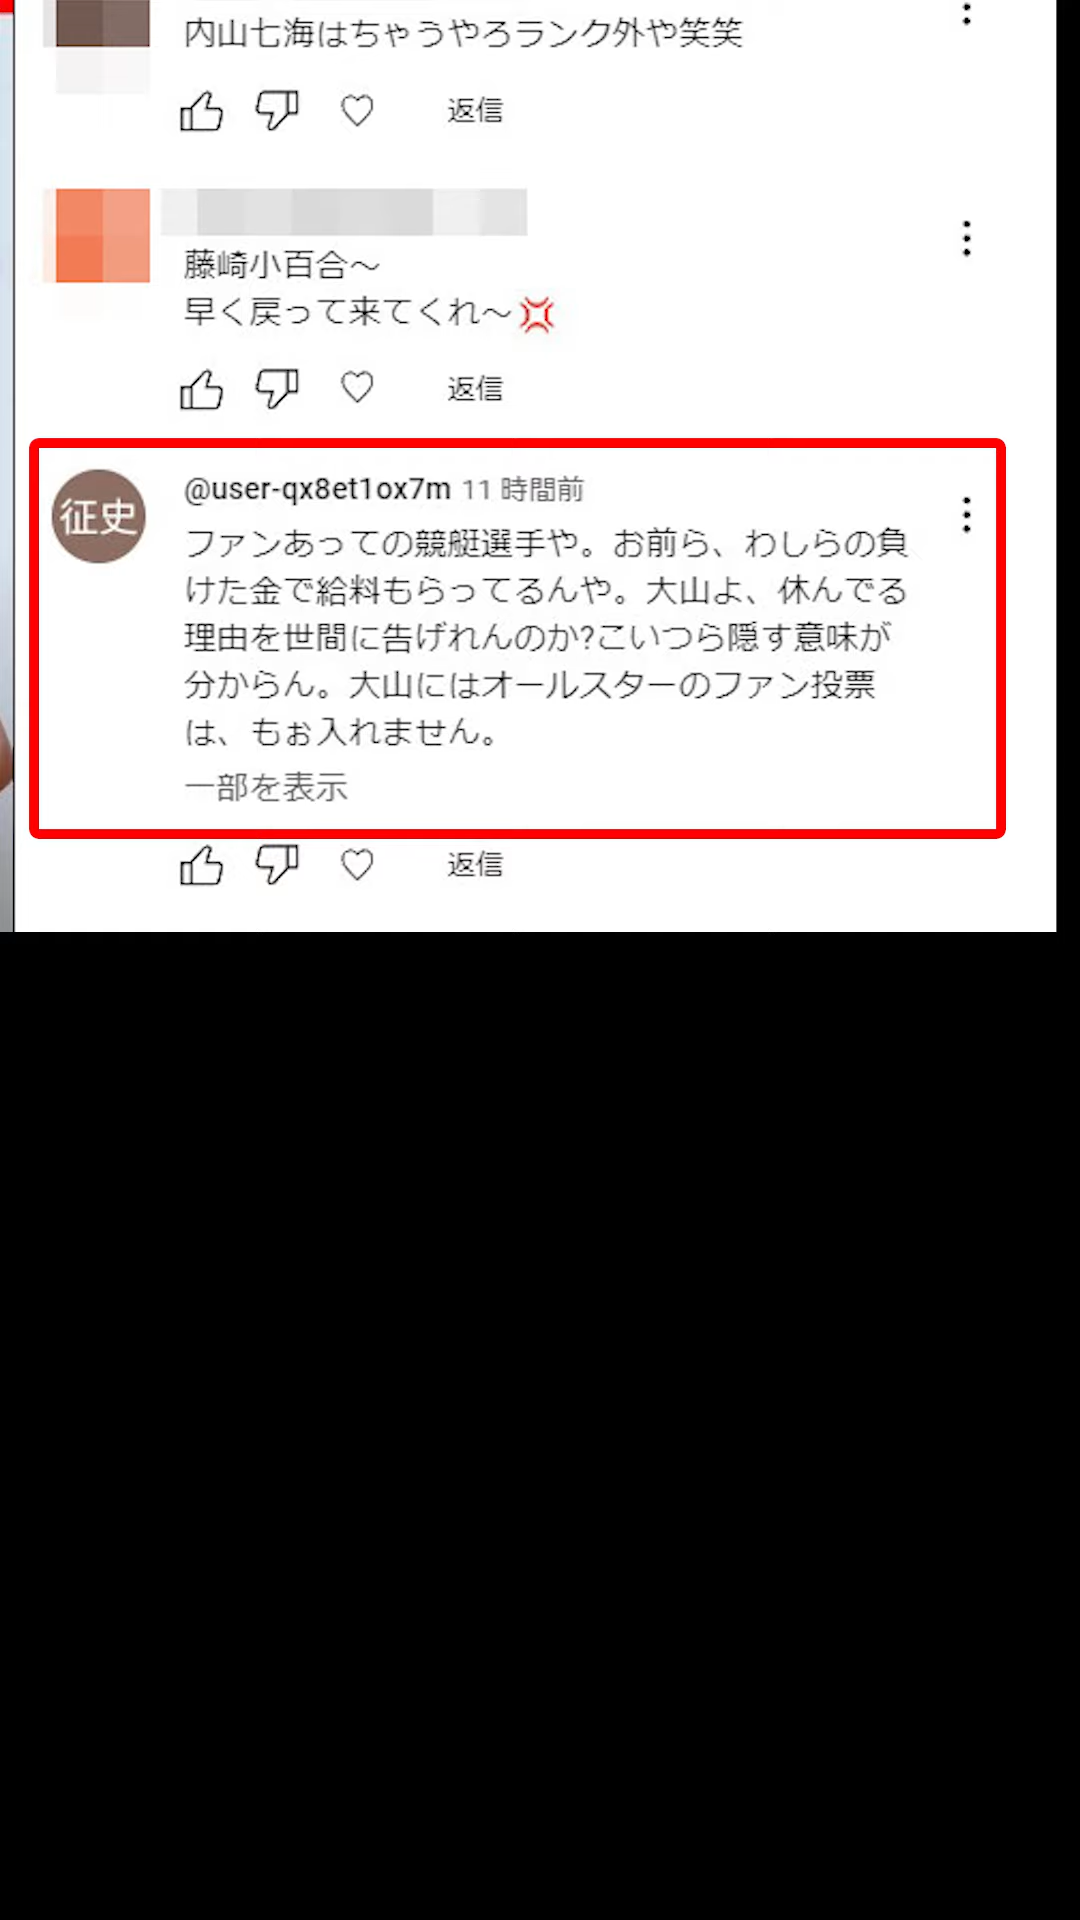 内山七海はちゃうやろランク外や笑笑
返信
藤崎小百合～
早く戻って来てくれ～💢
返信
征史
@user-qx8et1ox7m 11 時間前
ファンあっての競艇選手や。お前ら、わしらの負
けた金で給料もらってるんや。大山よ、休んでる
理由を世間に告げれんのか?こいつら隠す意味が
分からん。大山にはオールスターのファン投票
は、もぉ入れません。
一部を表示
返信